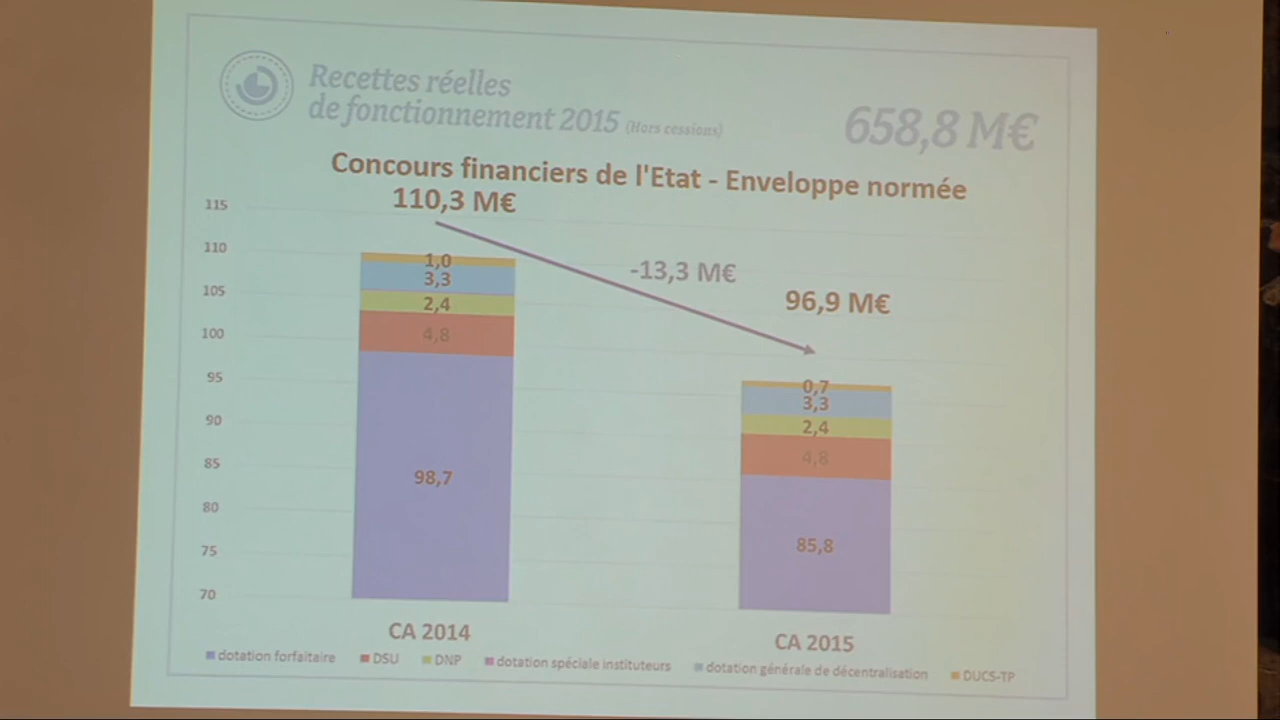 Recettes réelles
de fonctionnement 2015 (Hors cessions)
658,8 M€
Concours financiers de l'Etat - Enveloppe normée
110,3 M€
-13,3 M€
96,9 M€
115
110
105
100
95
90
85
80
75
70
1,0
3,3
2,4
4,8
98,7
0,7
3,3
2,4
4,8
85,8
CA 2014
CA 2015
dotation forfaitaire DSU DNP dotation spéciale instituteurs dotation générale de décentralisation DUCS-TP